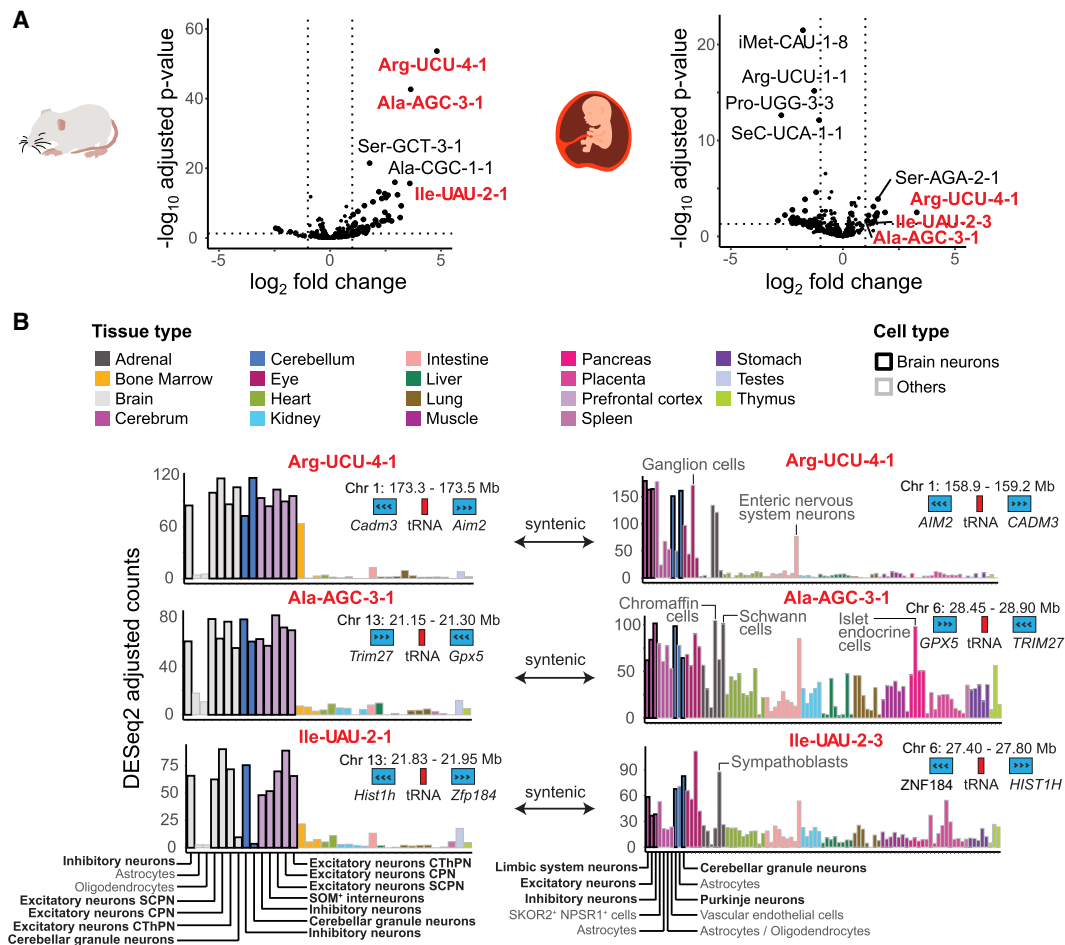 A
60
40
20
0
-5
0
5
-log10 adjusted p-value
log2 fold change
Arg-UCU-4-1
Ala-AGC-3-1
Ser-GCT-3-1
Ala-CGC-1-1
Ile-UAU-2-1
20
10
0
-5
0
5
-log10 adjusted p-value
log2 fold change
iMet-CAU-1-8
Arg-UCU-1-1
Pro-UGG-3-3
SeC-UCA-1-1
Ser-AGA-2-1
Arg-UCU-4-1
Ile-UAU-2-3
Ala-AGC-3-1
B
Tissue type
Adrenal
Bone Marrow
Brain
Cerebrum
Cerebellum
Eye
Heart
Kidney
Intestine
Liver
Lung
Muscle
Pancreas
Placenta
Prefrontal cortex
Spleen
Stomach
Testes
Thymus
Cell type
Brain neurons
Others
DESeq2 adjusted counts
Arg-UCU-4-1
120
60
0
Chr 1: 173.3 - 173.5 Mb
Cadm3 tRNA Aim2
syntenic
Arg-UCU-4-1
150
100
50
0
Ganglion cells
Enteric nervous
system neurons
Chr 1: 158.9 - 159.2 Mb
AIM2 tRNA CADM3
Ala-AGC-3-1
80
40
0
Chr 13: 21.15 - 21.30 Mb
Trim27 tRNA Gpx5
syntenic
Ala-AGC-3-1
100
50
0
Chromaffin
cells
Schwann
cells
Islet
endocrine
cells
Chr 6: 28.45 - 28.90 Mb
GPX5 tRNA TRIM27
Ile-UAU-2-1
75
50
25
0
Chr 13: 21.83 - 21.95 Mb
Hist1h tRNA Zfp184
syntenic
Ile-UAU-2-3
90
60
30
0
Sympathoblasts
Chr 6: 27.40 - 27.80 Mb
ZNF184 tRNA HIST1H
Inhibitory neurons
Astrocytes
Oligodendrocytes
Excitatory neurons SCPN
Excitatory neurons CPN
Excitatory neurons CThPN
Cerebellar granule neurons
Excitatory neurons CThPN
Excitatory neurons CPN
Excitatory neurons SCPN
SOM+ interneurons
Inhibitory neurons
Cerebellar granule neurons
Inhibitory neurons
Limbic system neurons
Excitatory neurons
Inhibitory neurons
SKOR2+ NPSR1+ cells
Astrocytes
Cerebellar granule neurons
Astrocytes
Purkinje neurons
Vascular endothelial cells
Astrocytes / Oligodendrocytes